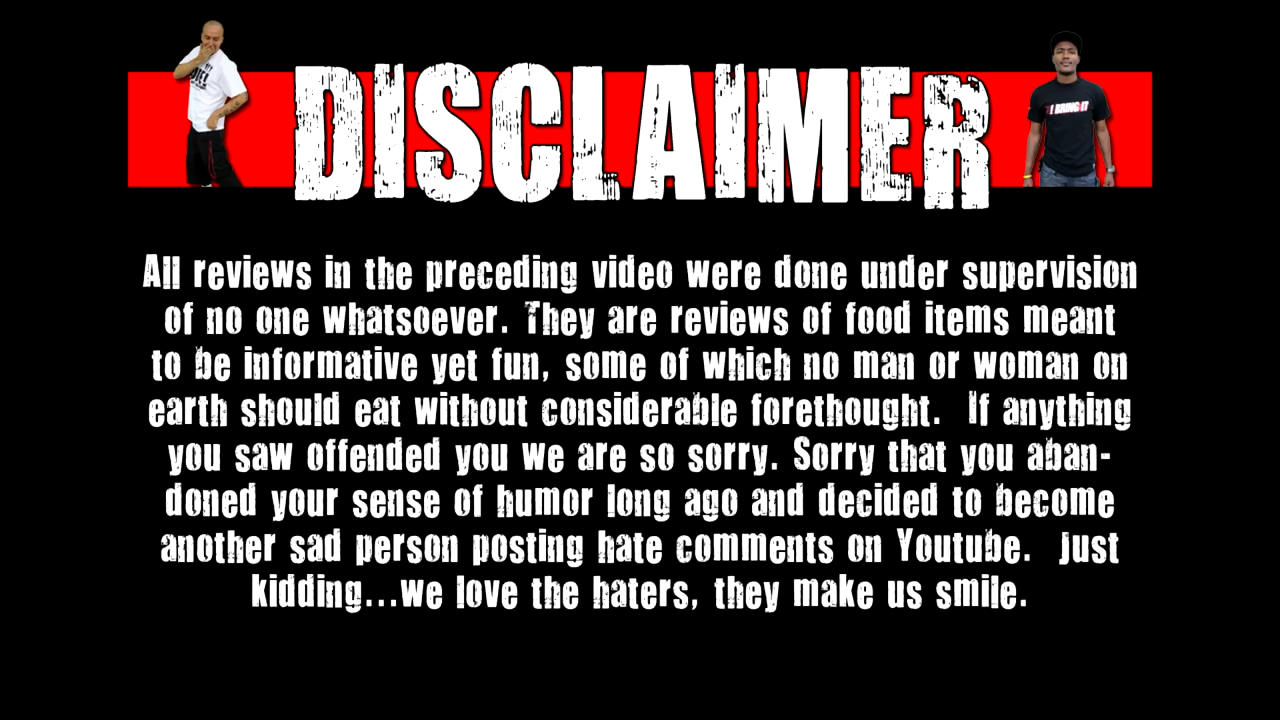 DISCLAIMER
I BRING IT
All reviews in the preceding video were done under supervision
of no one whatsoever. They are reviews of food items meant
to be informative yet fun, some of which no man or woman on
earth should eat without considerable forethought. If anything
you saw offended you we are so sorry. Sorry that you aban-
doned your sense of humor long ago and decided to become
another sad person posting hate comments on Youtube. Just
kidding...we love the haters, they make us smile.